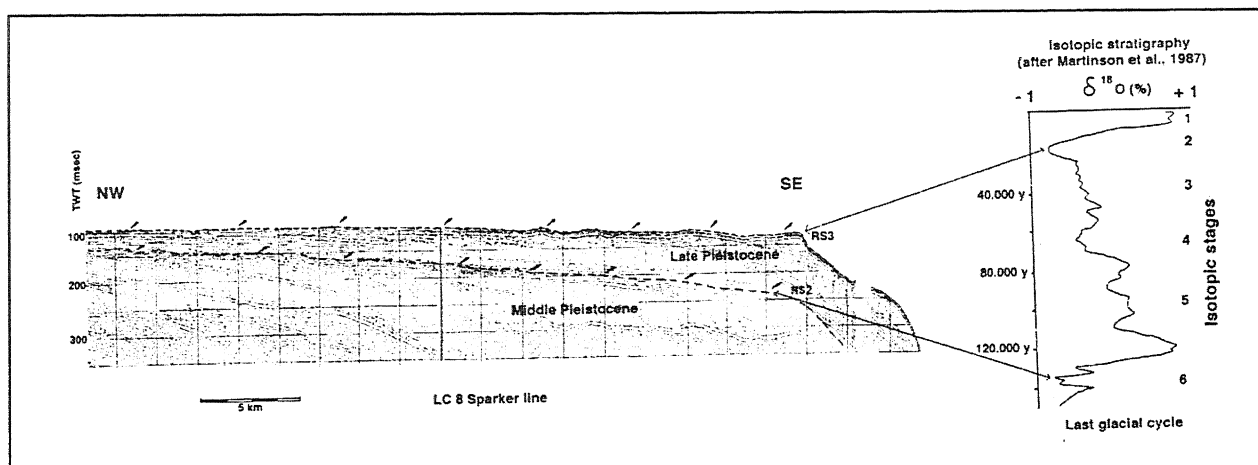 Isotopic stratigraphy
(after Martinson et al., 1987)
δ 18 O (%)
- 1
+ 1
TWT (msec)
NW
SE
100
200
300
RS3
Late Pleistocene
RS2
Middle Pleistocene
5 km
LC 8 Sparker line
40.000 y
80.000 y
120.000 y
1
2
3
4
5
6
Isotopic stages
Last glacial cycle